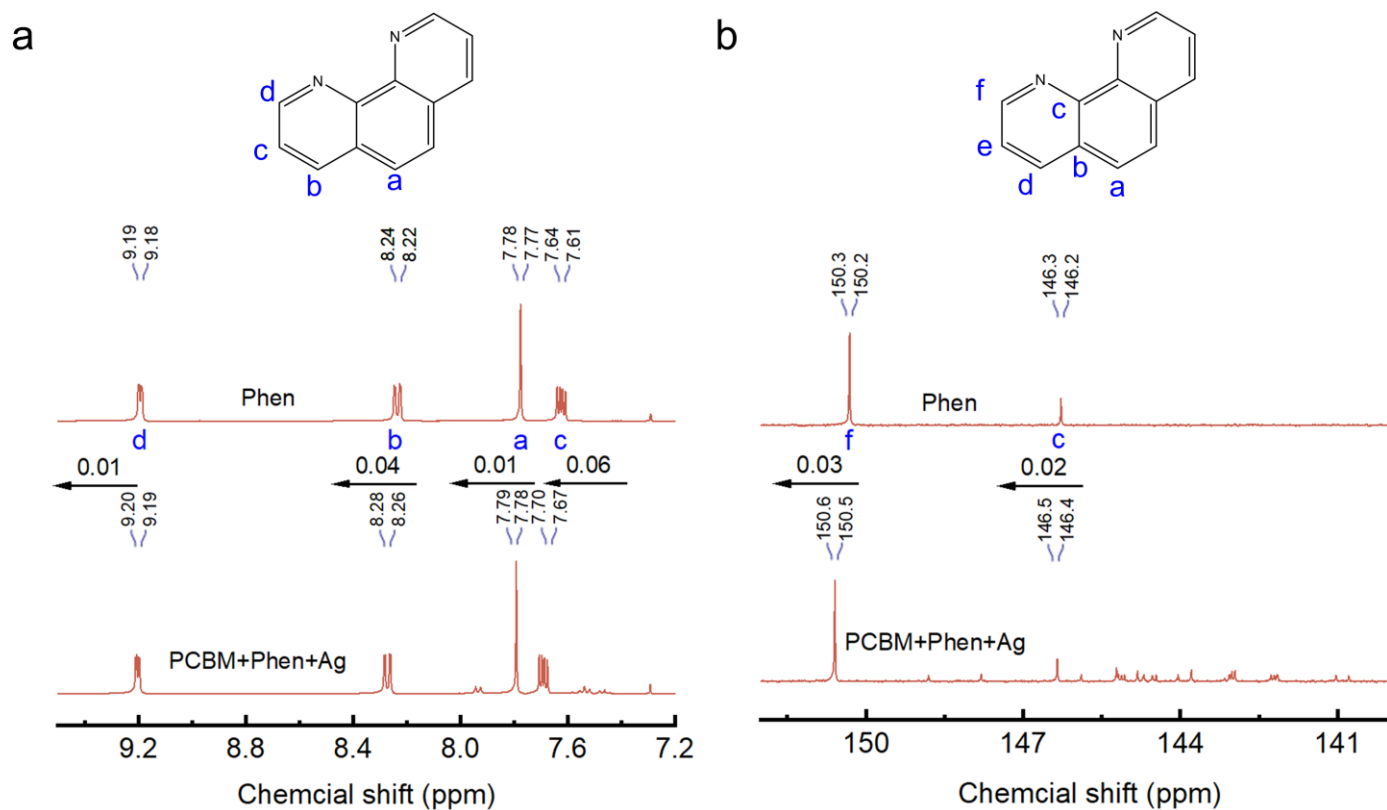 a
N
N
d
c
b
a
9.19
9.18
8.24
8.22
7.78
7.77
7.64
7.61
Phen
d
b
a
c
0.01
0.04
0.01
0.06
9.20
9.19
8.28
8.26
7.79
7.78
7.70
7.67
PCBM+Phen+Ag
9.2
8.8
8.4
8.0
7.6
7.2
Chemcial shift (ppm)
b
N
N
f
c
e
b
d
a
150.3
150.2
146.3
146.2
Phen
f
c
0.03
0.02
150.6
150.5
146.5
146.4
PCBM+Phen+Ag
150
147
144
141
Chemcial shift (ppm)